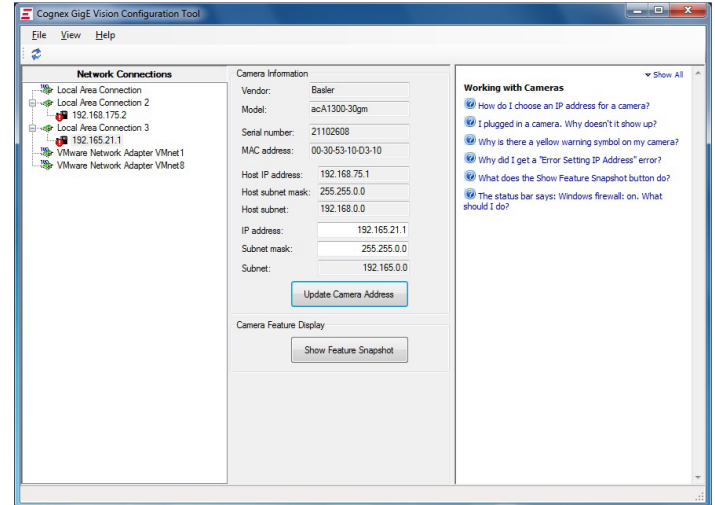 Cognex GigE Vision Configuration Tool
File View Help
Network Connections
Local Area Connection
Local Area Connection 2
192.168.175.2
Local Area Connection 3
192.165.21.1
VMware Network Adapter VMnet1
VMware Network Adapter VMnet8
Camera Information
Vendor: Basler
Model: acA1300-30gm
Serial number: 21102608
MAC address: 00-30-53-10-D3-10
Host IP address: 192.168.75.1
Host subnet mask: 255.255.0.0
Host subnet: 192.168.0.0
IP address: 192.165.21.1
Subnet mask: 255.255.0.0
Subnet: 192.165.0.0
Update Camera Address
Camera Feature Display
Show Feature Snapshot
Show All
Working with Cameras
How do I choose an IP address for a camera?
I plugged in a camera. Why doesn't it show up?
Why is there a yellow warning symbol on my camera?
Why did I get a "Error Setting IP Address" error?
What does the Show Feature Snapshot button do?
The status bar says: Windows firewall: on. What
should I do?